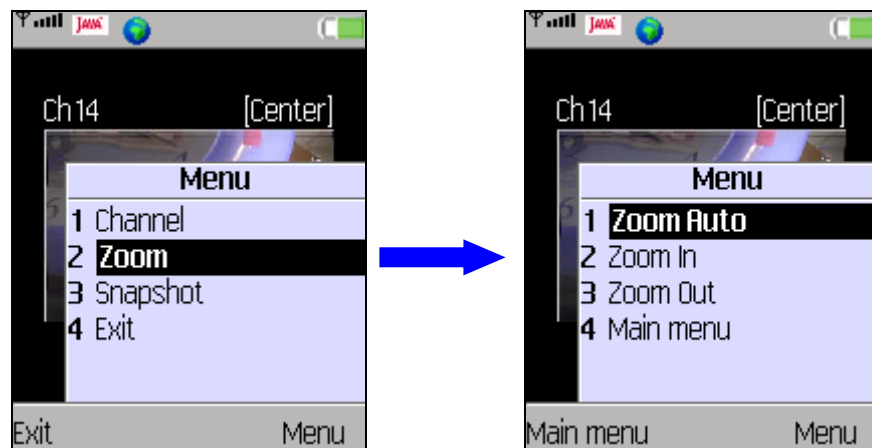 JAVA
Ch14 [Center]
Menu
1 Channel
2 Zoom
3 Snapshot
4 Exit
Exit Menu
JAVA
Ch14 [Center]
Menu
1 Zoom Auto
2 Zoom In
3 Zoom Out
4 Main menu
Main menu Menu